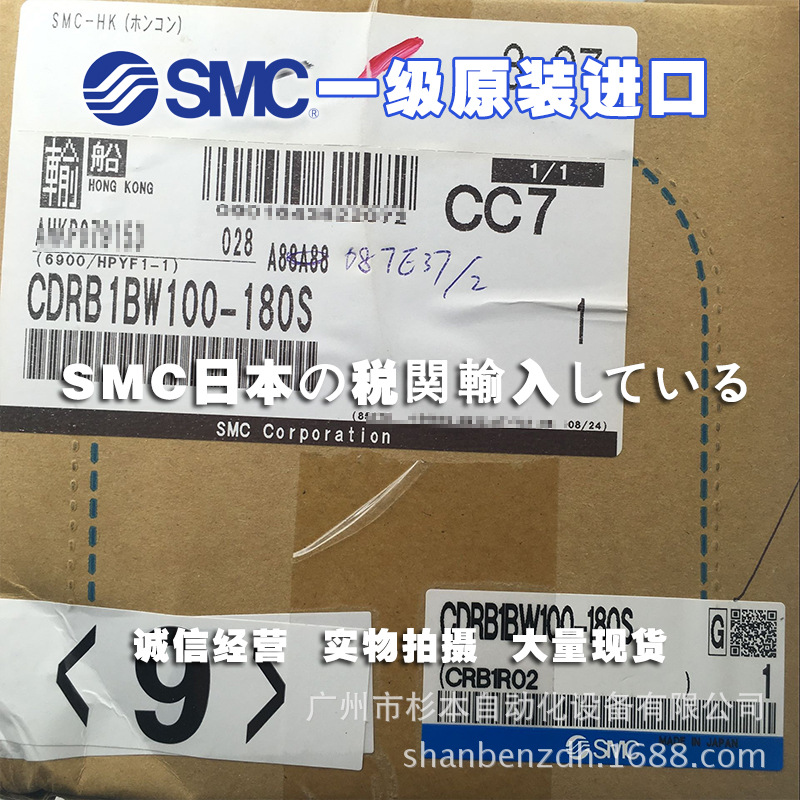 SMC-HK (ホンコン)
SMC®一级原装进口
輸 船
HONG KONG
1/1
CC7
028 A88A88 087E37/2
(6900/HPYF1-1)
CDRB1BW100-180S
1
SMC日本の税関輸入している
08/24)
SMC Corporation
CDRB1BW100-180S
G
诚信经营 实物拍摄 大量现货
<9>
(CRB1R02 )
1
广州市杉本自动化设备有限公司
SMC MADE IN JAPAN
shanbenzdh.1688.com